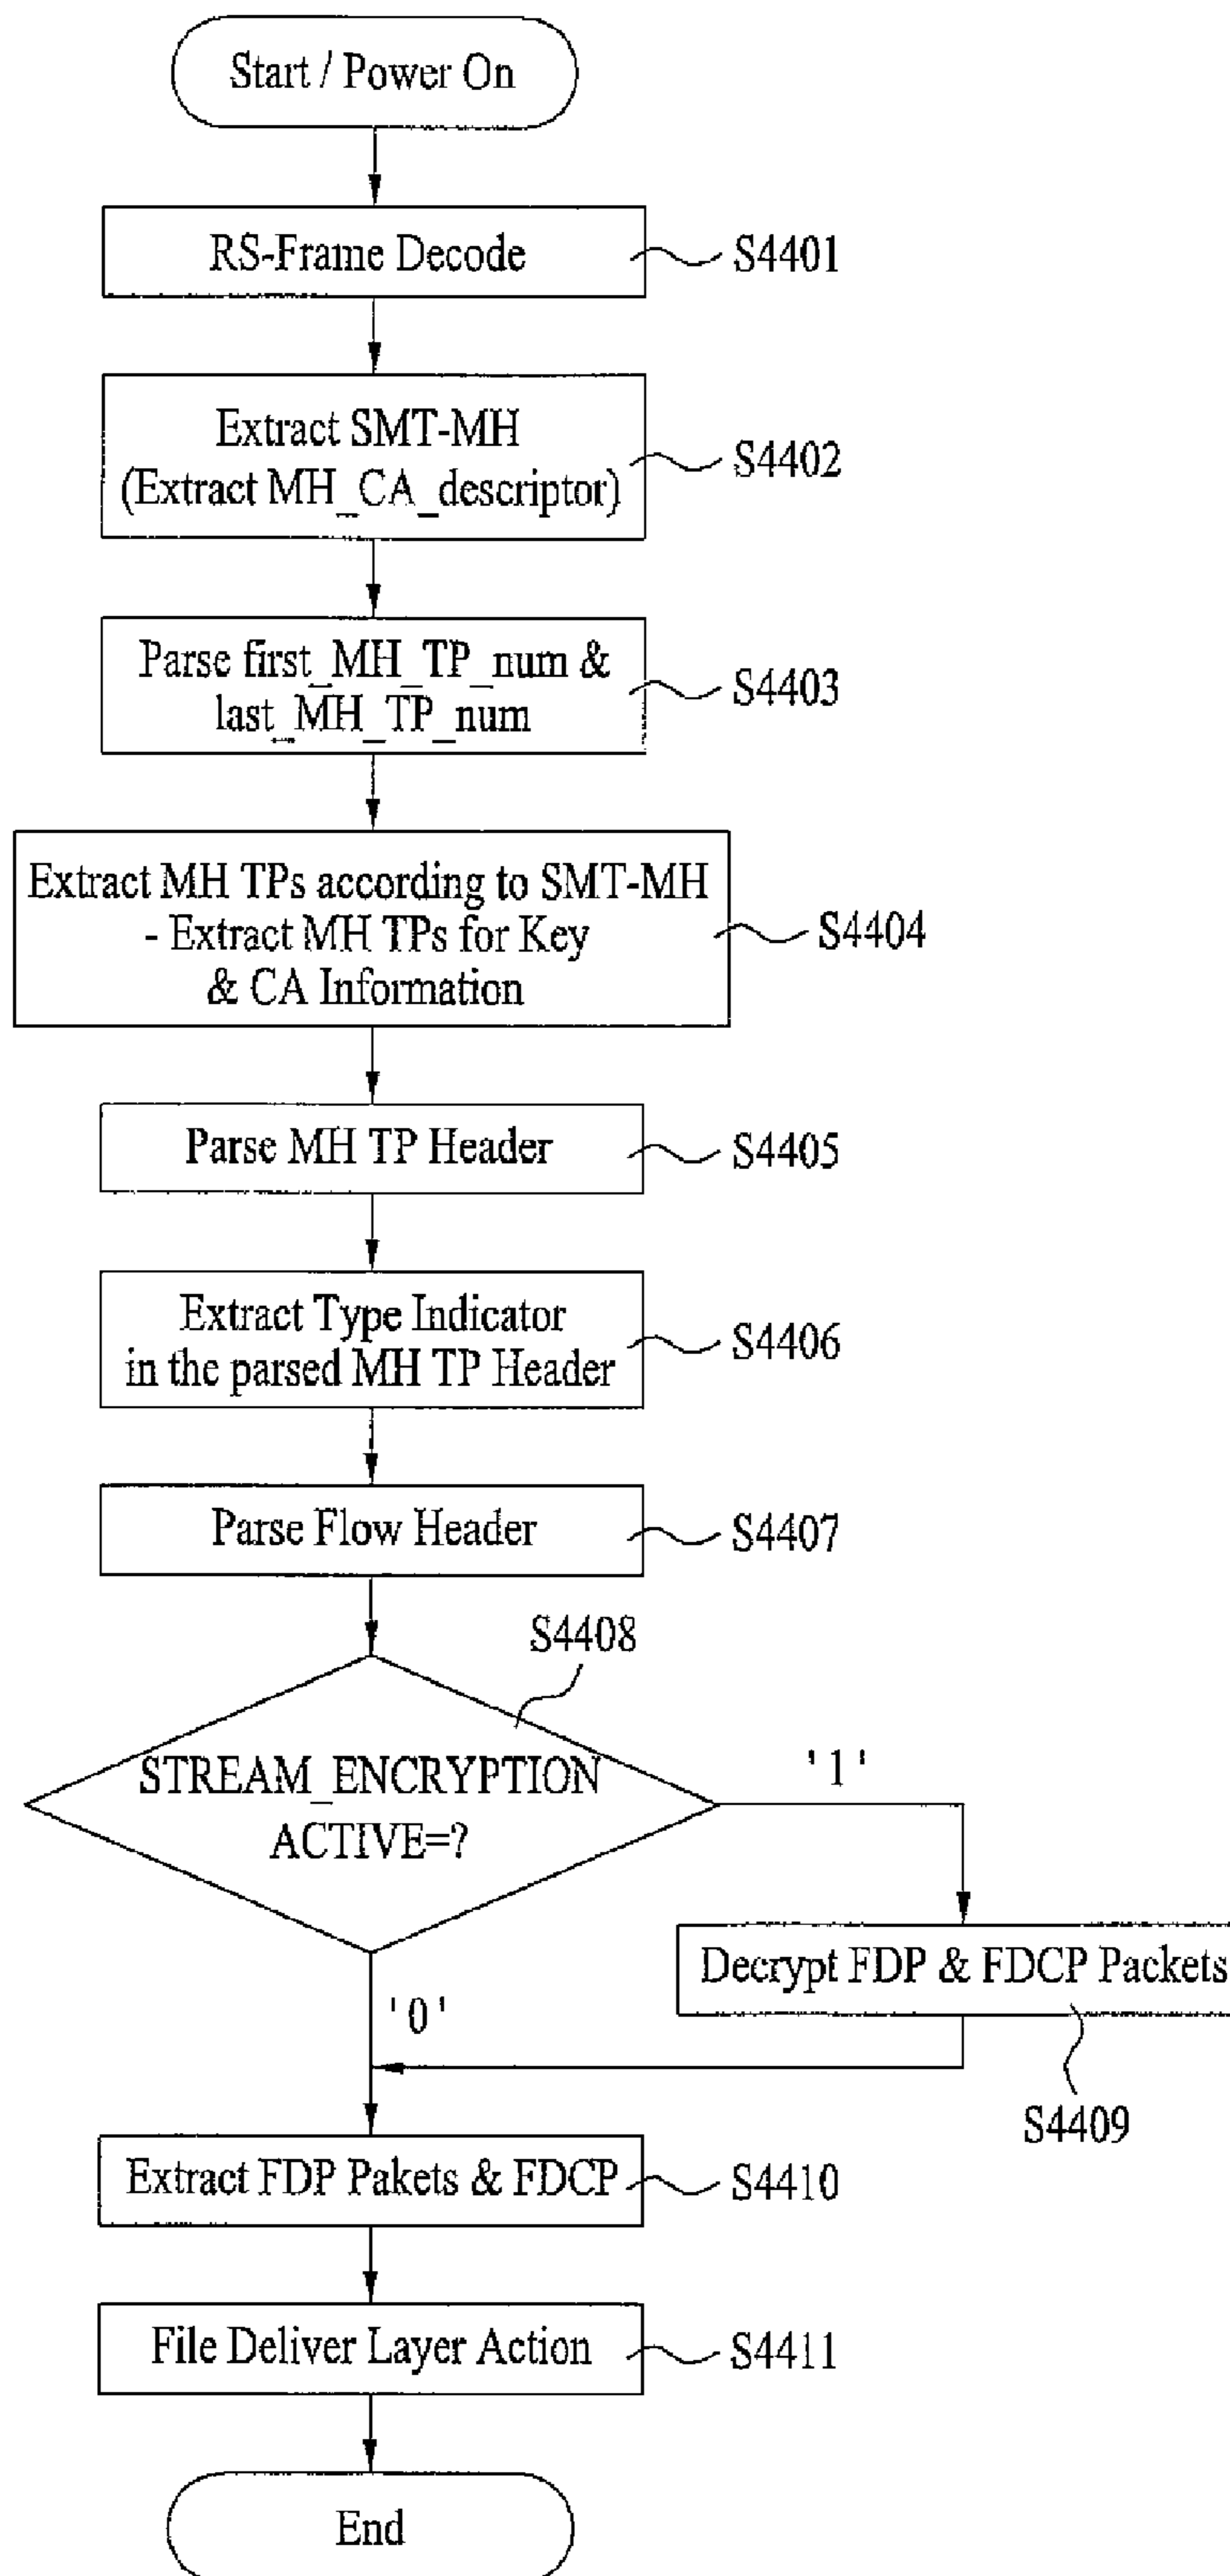 Start / Power On
RS-Frame Decode
S4401
Extract SMT-MH
(Extract MH_CA_descriptor)
S4402
Parse first_MH_TP_num &
last_MH_TP_num
S4403
Extract MH TPs according to SMT-MH
- Extract MH TPs for Key
& CA Information
S4404
Parse MH TP Header
S4405
Extract Type Indicator
in the parsed MH TP Header
S4406
Parse Flow Header
S4407
S4408
STREAM_ENCRYPTION
ACTIVE=?
'1'
Decrypt FDP & FDCP Packets
'0'
S4409
Extract FDP Pakets & FDCP
S4410
File Deliver Layer Action
S4411
End